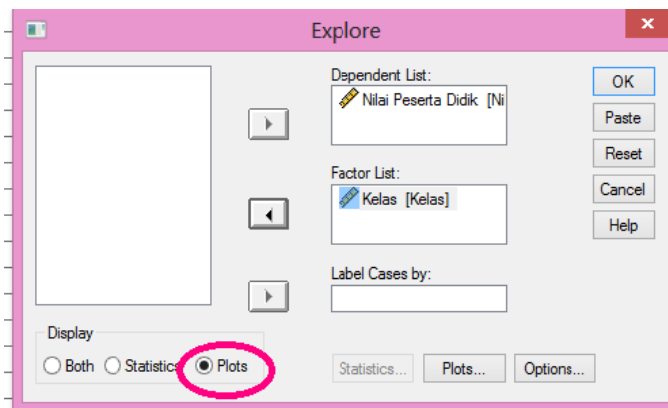 Explore
x
Dependent List:
Nilai Peserta Didik [Ni
Factor List:
Kelas [Kelas]
Label Cases by:
OK
Paste
Reset
Cancel
Help
Display
Both Statistics Plots
Statistics... Plots... Options...